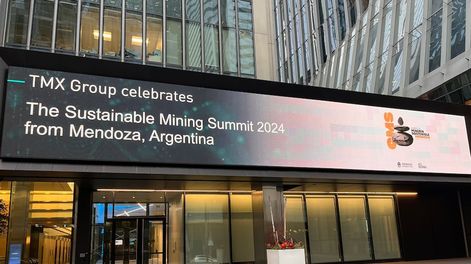 TMX Group celebrates
The Sustainable Mining Summit 2024
from Mendoza, Argentina